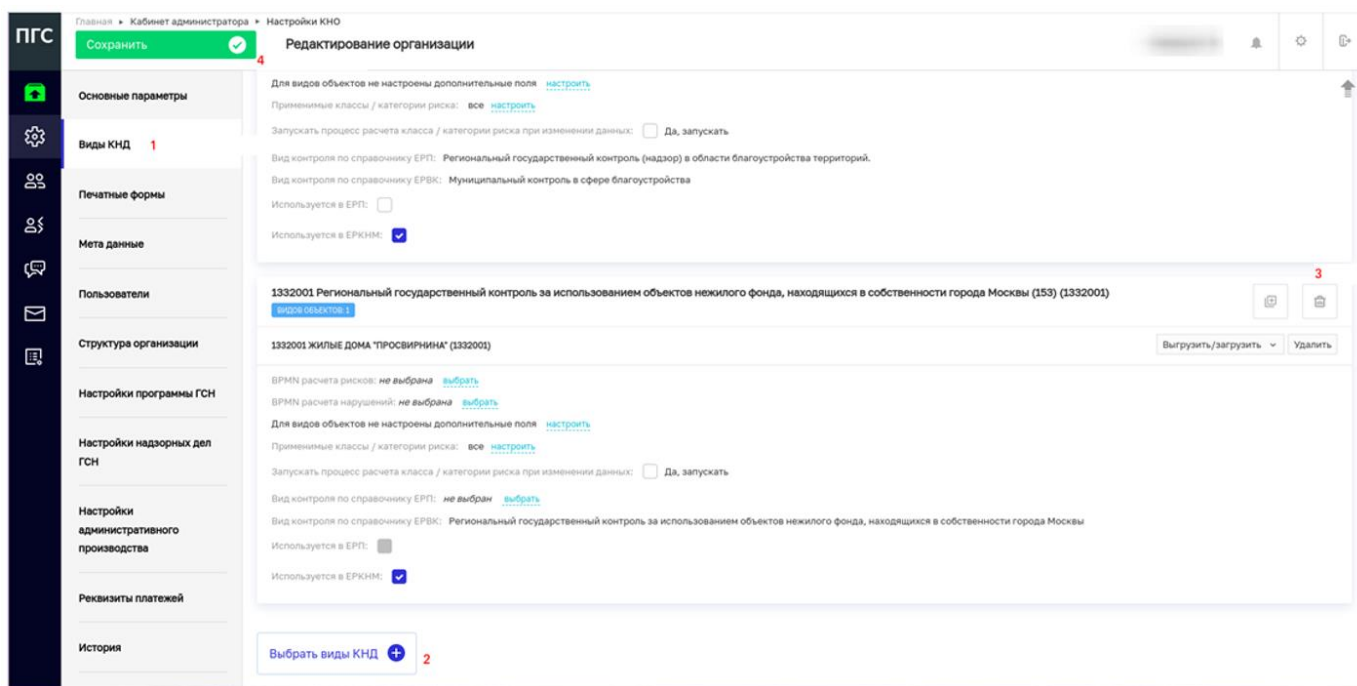 ПГС
Главная ▸ Кабинет администратора ▸ Настройки КНО
Сохранить
4
Редактирование организации
Основные параметры
Виды КНД 1
Печатные формы
Мета данные
Пользователи
Структура организации
Настройки программы ГСН
Настройки надзорных дел
ГСН
Настройки
административного
производства
Реквизиты платежей
История
Для видов объектов не настроены дополнительные поля настроить
Применимые классы / категории риска: все настроить
Запускать процесс расчета класса / категории риска при изменении данных: Да, запускать
Вид контроля по справочнику ЕРП: Региональный государственный контроль (надзор) в области благоустройства территорий.
Вид контроля по справочнику ЕРВК: Муниципальный контроль в сфере благоустройства
Используется в ЕРП:
Используется в ЕРКНМ:
3
1332001 Региональный государственный контроль за использованием объектов нежилого фонда, находящихся в собственности города Москвы (153) (1332001)
ВИДОВ ОБЪЕКТОВ: 1
1332001 ЖИЛЫЕ ДОМА "ПРОСВИРНИНА" (1332001) Выгрузить/загрузить Удалить
BPMN расчета рисков: не выбрана выбрать
BPMN расчета нарушений: не выбрана выбрать
Для видов объектов не настроены дополнительные поля настроить
Применимые классы / категории риска: все настроить
Запускать процесс расчета класса / категории риска при изменении данных: Да, запускать
Вид контроля по справочнику ЕРП: не выбран выбрать
Вид контроля по справочнику ЕРВК: Региональный государственный контроль за использованием объектов нежилого фонда, находящихся в собственности города Москвы
Используется в ЕРП:
Используется в ЕРКНМ:
Выбрать виды КНД 2